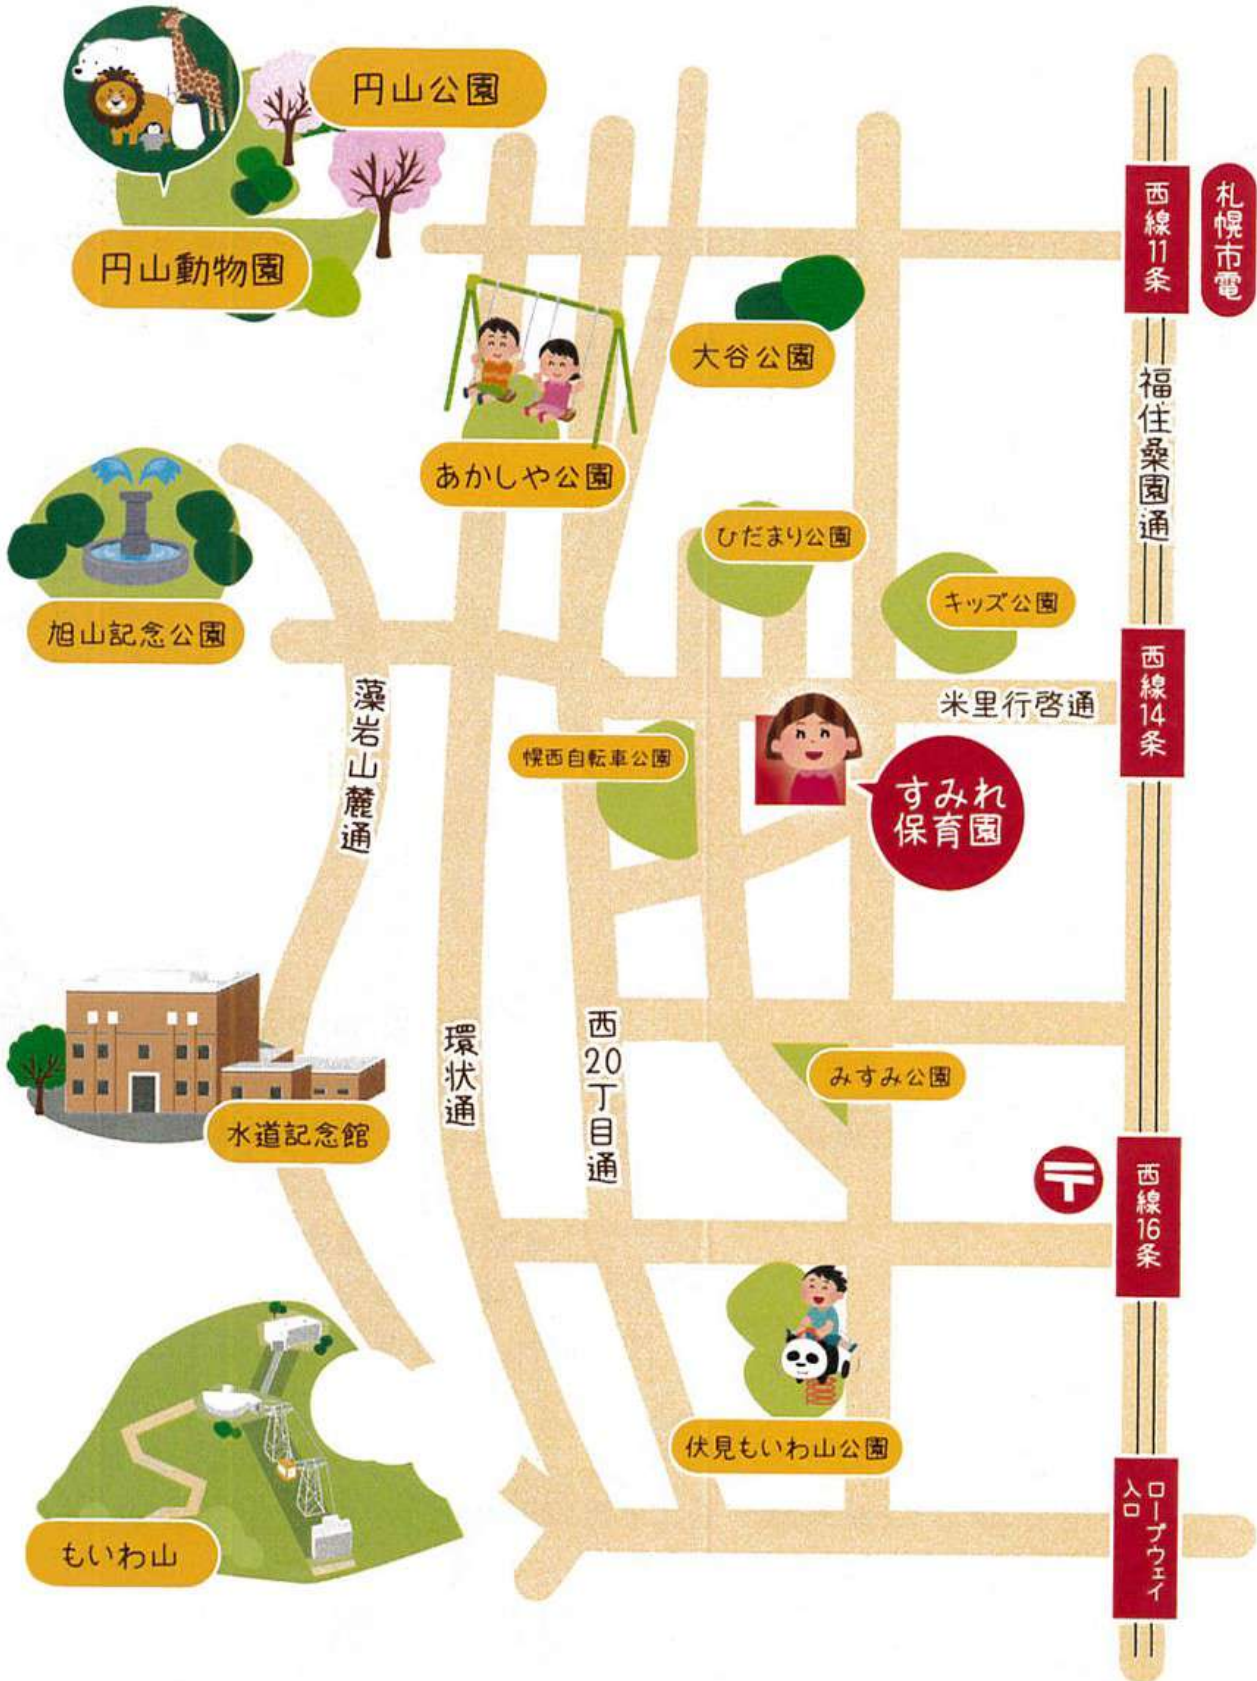 円山公園
円山動物園
札幌市電
西線11条
大谷公園
福住桑園通
あかしや公園
ひだまり公園
キッズ公園
旭山記念公園
西線14条
米里行啓通
藻岩山麓通
幌西自転車公園
すみれ
保育園
環状通
西20丁目通
みすみ公園
水道記念館
〒
西線16条
伏見もいわ山公園
ロープウェイ
入口
もいわ山